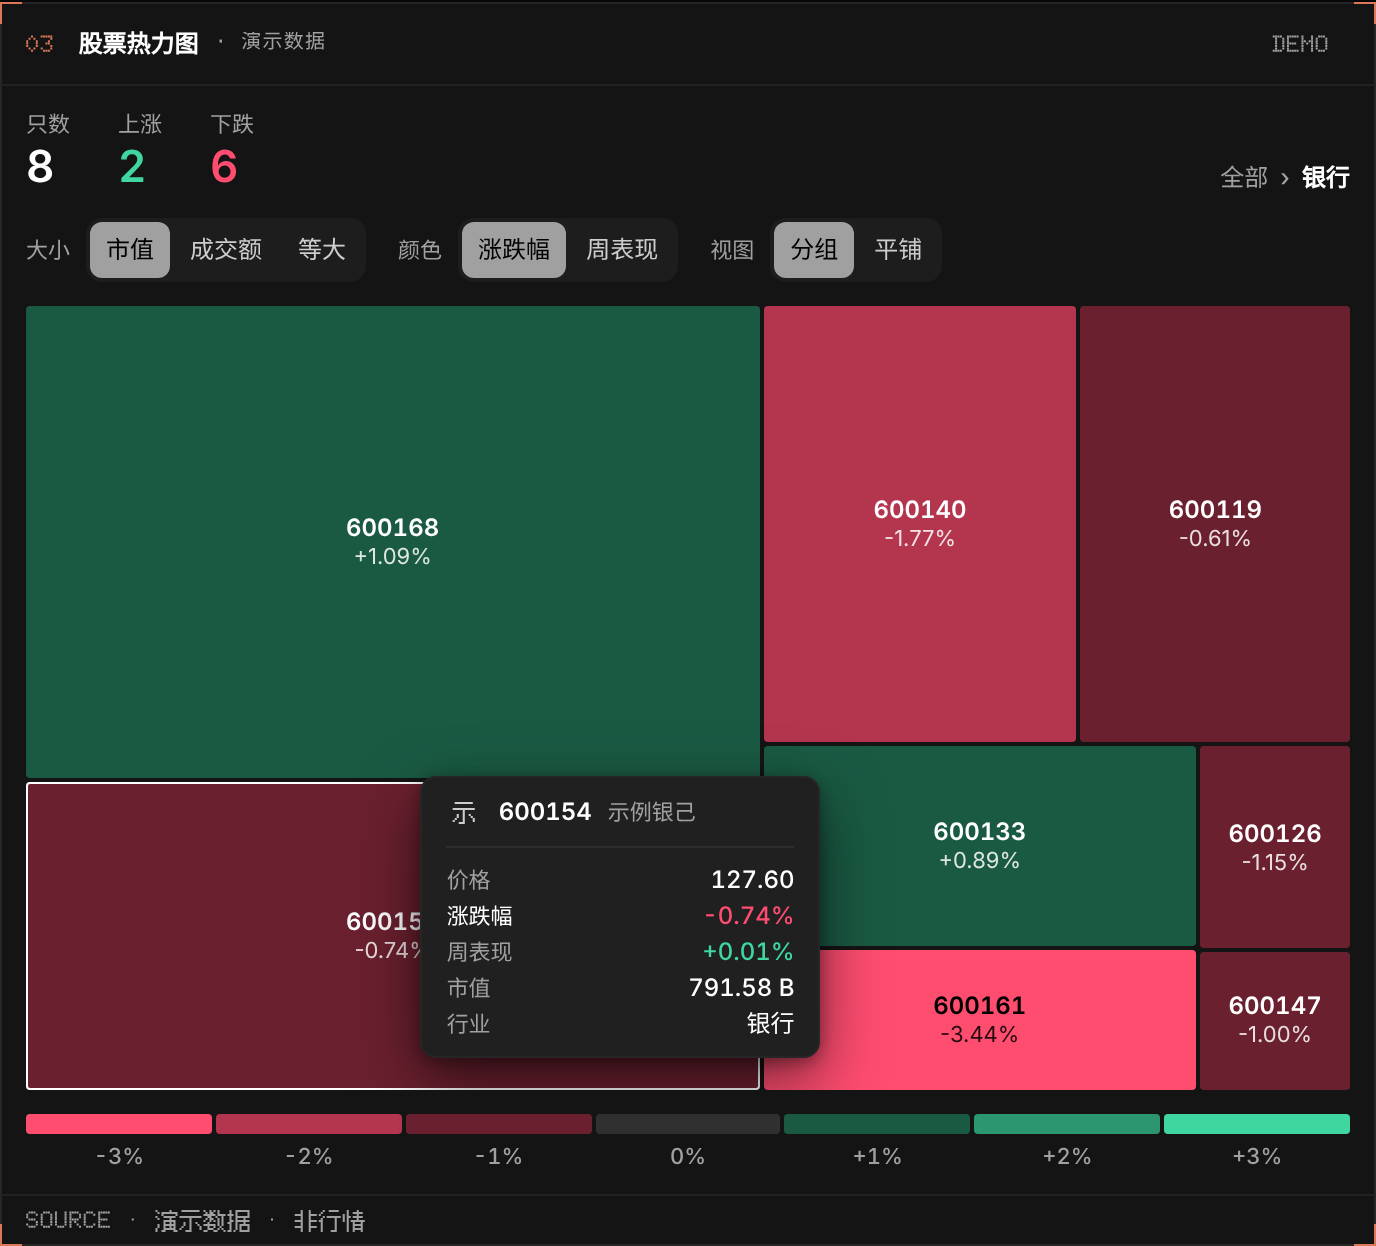 03 股票热力图 · 演示数据 DEMO
只数 上涨 下跌
8 2 6
全部 › 银行
大小 市值 成交额 等大 颜色 涨跌幅 周表现 视图 分组 平铺
600168
+1.09%
600140
-1.77%
600119
-0.61%
600133
+0.89%
600126
-1.15%
60015
-0.74%
600161
-3.44%
600147
-1.00%
示 600154 示例银己
价格 127.60
涨跌幅 -0.74%
周表现 +0.01%
市值 791.58 B
行业 银行
-3% -2% -1% 0% +1% +2% +3%
SOURCE · 演示数据 · 非行情